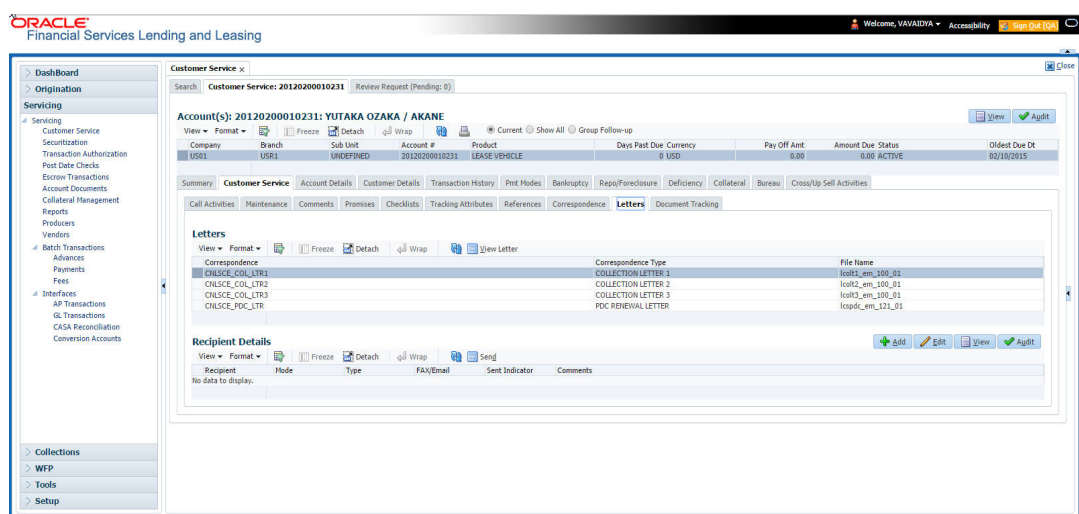 ORACLE
Financial Services Lending and Leasing
Welcome, VAVAIDYA Accessibility Sign Out [QA]
Close
DashBoard
Origination
Servicing
Servicing
Customer Service
Securitization
Transaction Authorization
Post Date Checks
Escrow Transactions
Account Documents
Collateral Management
Reports
Producers
Vendors
Batch Transactions
Advances
Payments
Fees
Interfaces
AP Transactions
GL Transactions
CASA Reconciliation
Conversion Accounts
Collections
WFP
Tools
Setup
Customer Service x
Search Customer Service: 20120200010231 Review Request (Pending: 0)
Account(s): 20120200010231: YUTAKA OZAKA / AKANE
View Audit
View Format Freeze Detach Wrap Current Show All Group Follow-up
Company Branch Sub Unit Account # Product Days Past Due Currency Pay Off Amt Amount Due Status Oldest Due Dt
US01 USR1 UNDEFINED 20120200010231 LEASE VEHICLE 0 USD 0.00 0.00 ACTIVE 02/10/2015
Summary Customer Service Account Details Customer Details Transaction History Pmt Modes Bankruptcy Repo/Foreclosure Deficiency Collateral Bureau Cross/Up Sell Activities
Call Activities Maintenance Comments Promises Checklists Tracking Attributes References Correspondence Letters Document Tracking
Letters
View Format Freeze Detach Wrap View Letter
Correspondence Correspondence Type File Name
CNLSCE_COL_LTR1 COLLECTION LETTER 1 lcolt1_em_100_01
CNLSCE_COL_LTR2 COLLECTION LETTER 2 lcolt2_em_100_01
CNLSCE_COL_LTR3 COLLECTION LETTER 3 lcolt3_em_100_01
CNLSCE_PDC_LTR PDC RENEWAL LETTER lcspdc_em_121_01
Recipient Details
Add Edit View Audit
View Format Freeze Detach Wrap Send
Recipient Mode Type FAX/Email Sent Indicator Comments
No data to display.